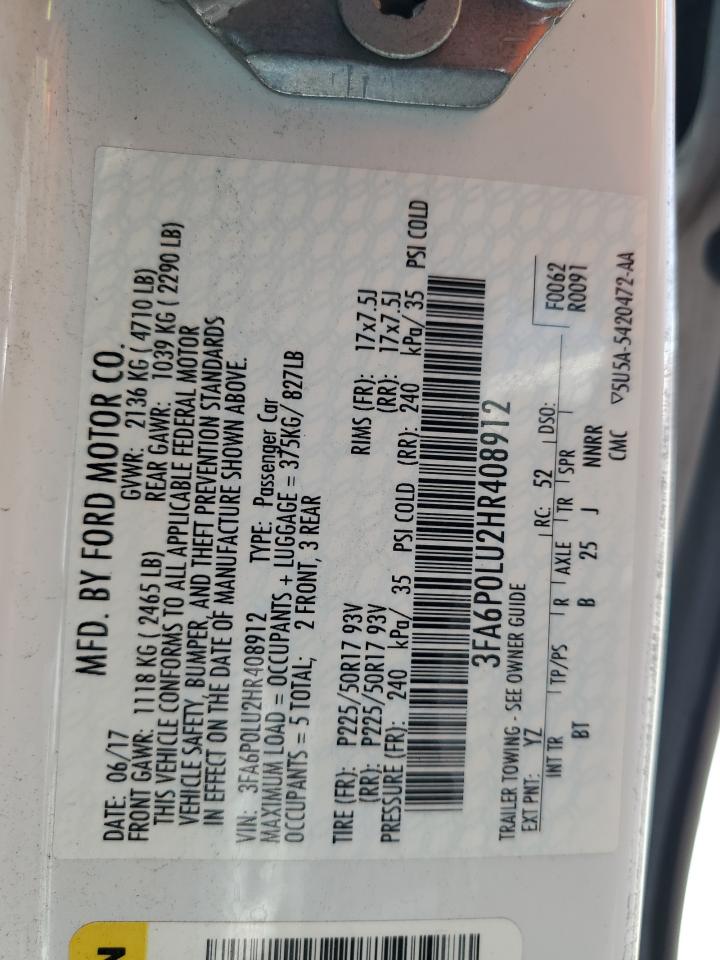 MFD. BY FORD MOTOR CO.
DATE: 06/17 GVWR: 2136 KG ( 4710 LB)
FRONT GAWR: 1118 KG ( 2465 LB) REAR GAWR: 1039 KG ( 2290 LB)
THIS VEHICLE CONFORMS TO ALL APPLICABLE FEDERAL MOTOR
VEHICLE SAFETY, BUMPER, AND THEFT PREVENTION STANDARDS
IN EFFECT ON THE DATE OF MANUFACTURE SHOWN ABOVE.
VIN: 3FA6P0LU2HR408912 TYPE: Passenger Car
MAXIMUM LOAD = OCCUPANTS + LUGGAGE = 375KG/ 827LB
OCCUPANTS = 5 TOTAL; 2 FRONT, 3 REAR
TIRE (FR): P225/50R17 93V RIMS (FR): 17x7.5J
(RR): P225/50R17 93V (RR): 17x7.5J
PRESSURE (FR): 240 kPa/ 35 PSI COLD (RR): 240 kPa/ 35 PSI COLD
3FA6P0LU2HR408912
TRAILER TOWING - SEE OWNER GUIDE
EXT PNT: YZ RC: 52 DSO: F0062
INT TR TP/PS R AXLE TR SPR R0091
BT B 25 J NNRR
CMC ▽5U5A-5420472-AA
N